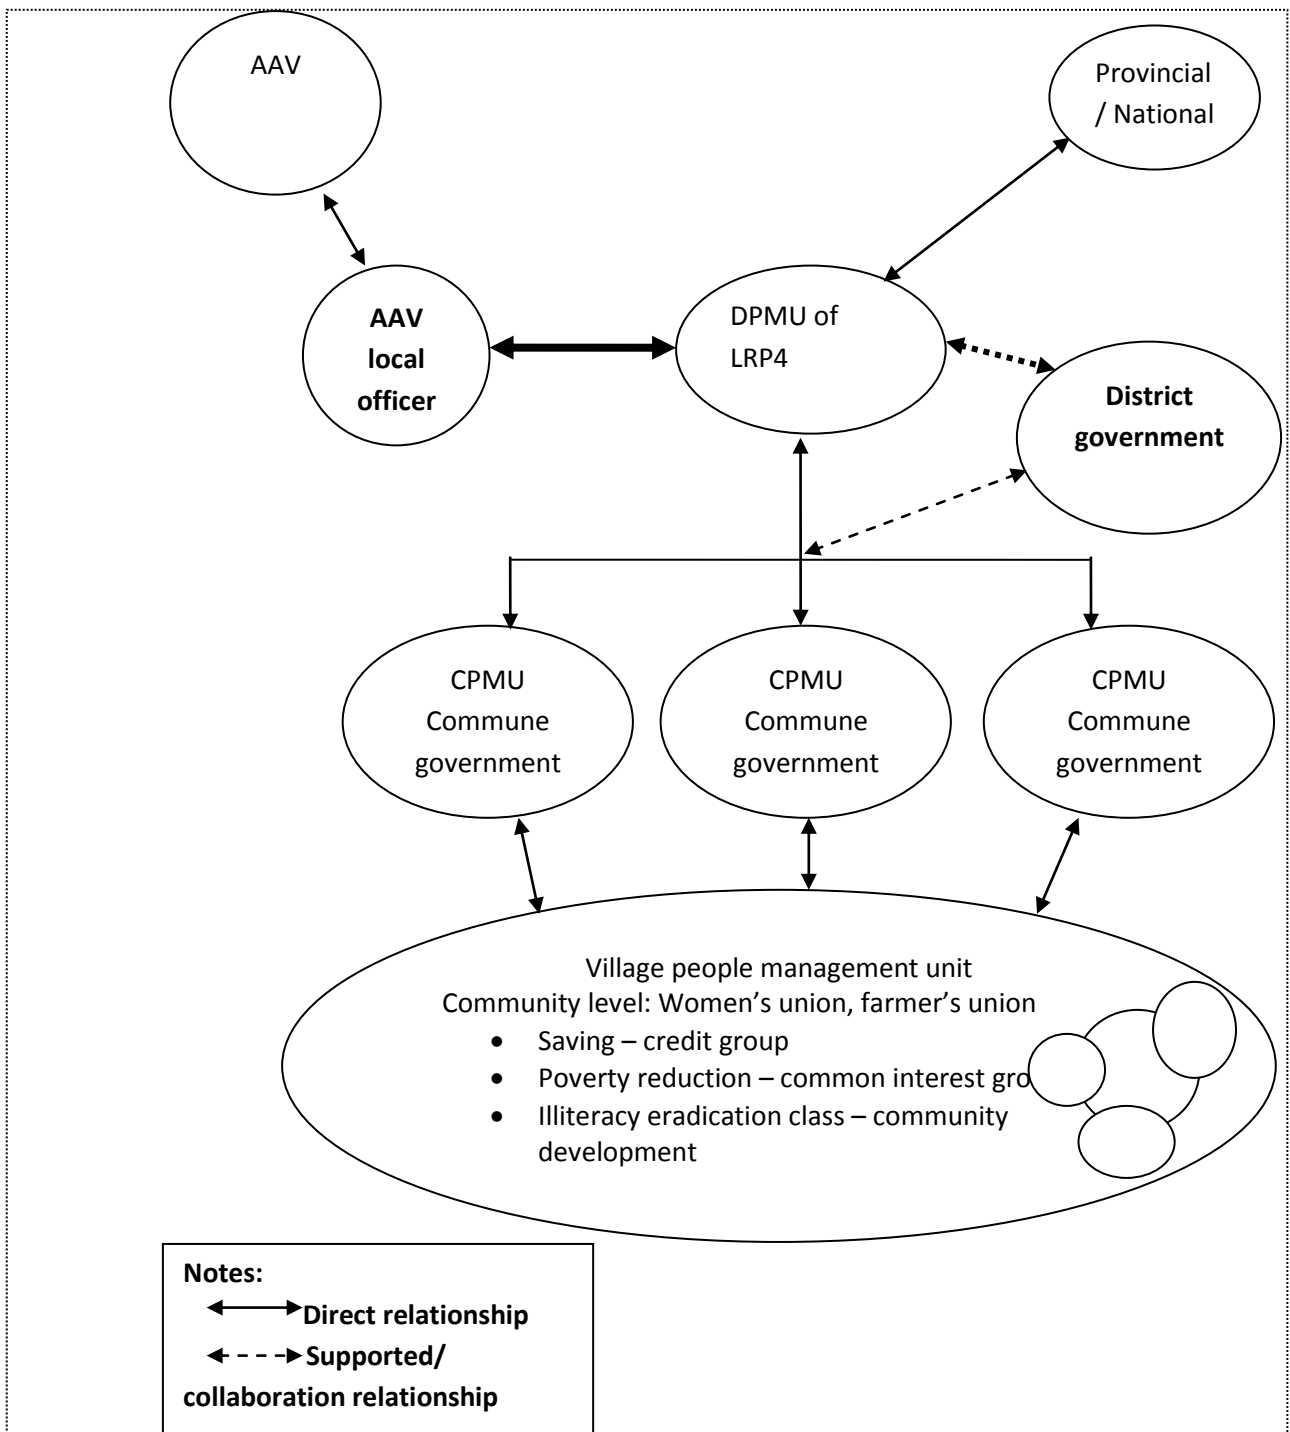 AAV
Provincial
/ National
AAV
local
officer
DPMU of
LRP4
District
government
CPMU
Commune
government
CPMU
Commune
government
CPMU
Commune
government
Village people management unit
Community level: Women’s union, farmer’s union
• Saving – credit group
• Poverty reduction – common interest gro
• Illiteracy eradication class – community
development
Notes:
Direct relationship
Supported/
collaboration relationship